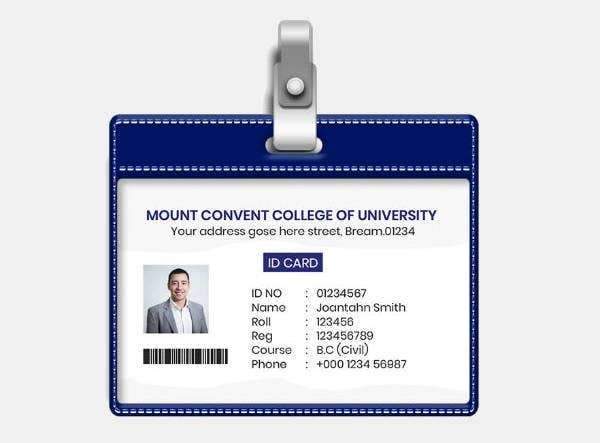 MOUNT CONVENT COLLEGE OF UNIVERSITY
Your address gose here street, Bream.01234
ID CARD
ID NO : 01234567
Name : Joantahn Smith
Roll : 123456
Reg : 123456789
Course : B.C (Civil)
Phone : +000 1234 56987